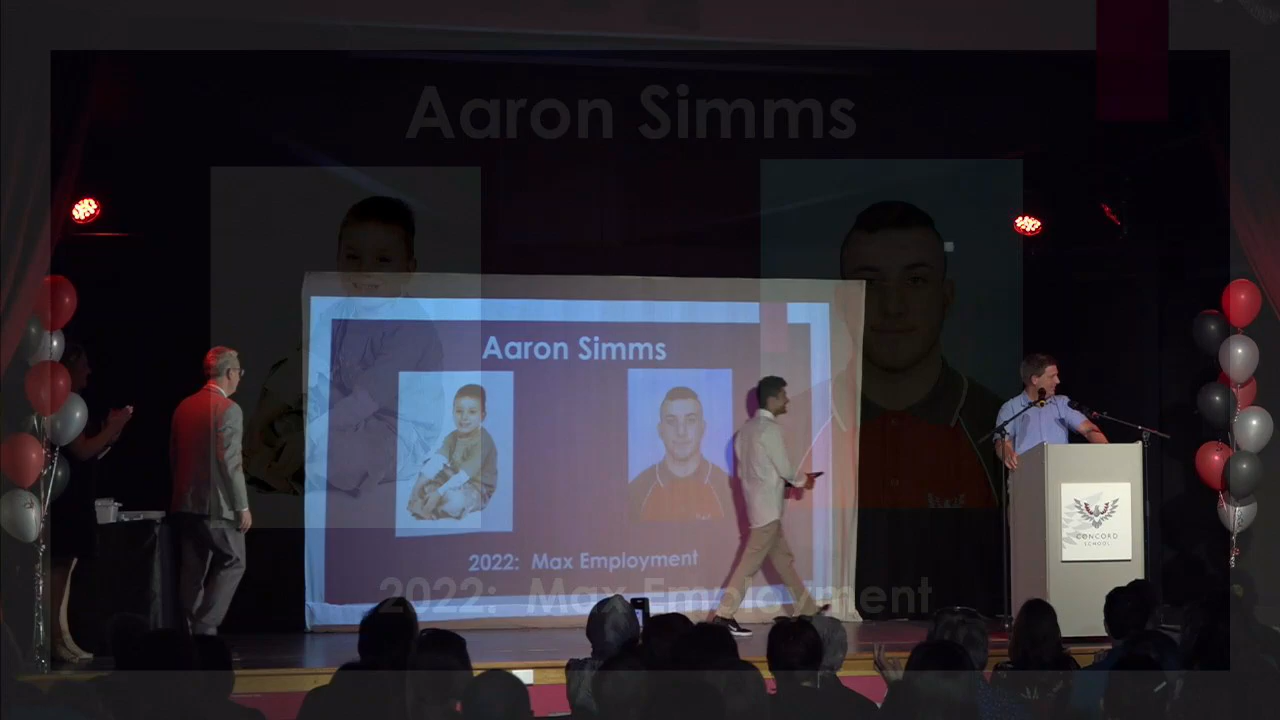 Aaron Simms
Aaron Simms
2022: Max Employment
2022: Max Employment
CONCORD
SCHOOL